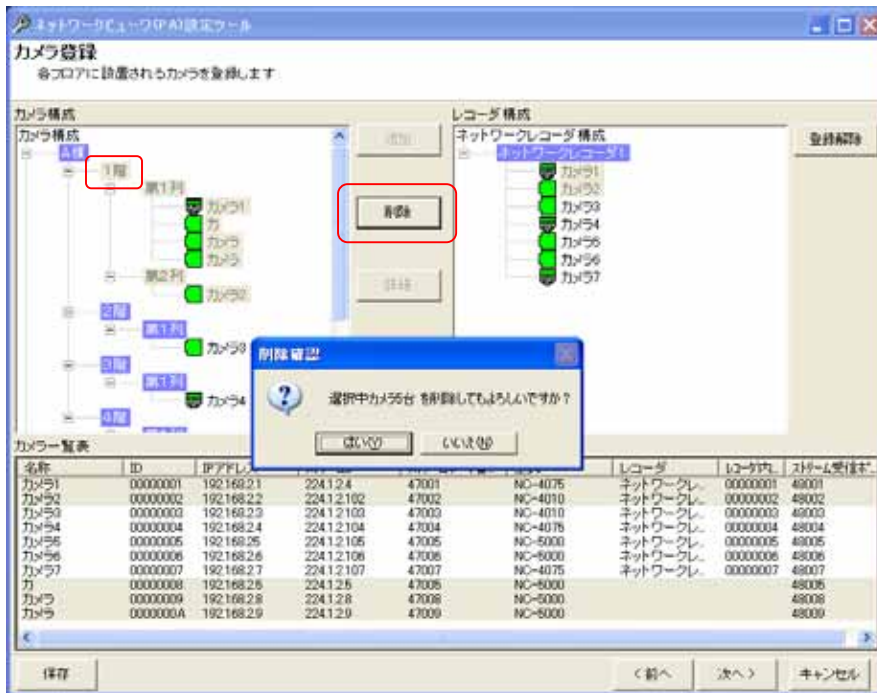 ネットワークビューワ(PA)設定ツール
カメラ登録
各フロアに設置されるカメラを登録します
カメラ構成
レコーダ構成
カメラ構成
A棟
1階
第1列
カメラ1
カ
カメラ
カメラ
第2列
カメラ2
2階
第1列
カメラ3
3階
第1列
カメラ4
4階
追加
削除
詳細
ネットワークレコーダ構成
ネットワークレコーダ1
カメラ1
カメラ2
カメラ3
カメラ4
カメラ5
カメラ6
カメラ7
登録解除
削除確認
選択中カメラ5台 を削除してもよろしいですか?
はい(Y) いいえ(N)
カメラ一覧表
名称 ID IPアドレス レコーダ レコーダ内.. ストリーム受信ポ..
カメラ1 00000001 192.168.2.1 224.1.2.4 47001 NC-4075 ネットワークレ.. 00000001 48001
カメラ2 00000002 192.168.2.2 224.1.2.102 47002 NC-4010 ネットワークレ.. 00000002 48002
カメラ3 00000003 192.168.2.3 224.1.2.103 47003 NC-4010 ネットワークレ.. 00000003 48003
カメラ4 00000004 192.168.2.4 224.1.2.104 47004 NC-4075 ネットワークレ.. 00000004 48004
カメラ5 00000005 192.168.2.5 224.1.2.105 47005 NC-5000 ネットワークレ.. 00000005 48005
カメラ6 00000006 192.168.2.6 224.1.2.106 47006 NC-5000 ネットワークレ.. 00000006 48006
カメラ7 00000007 192.168.2.7 224.1.2.107 47007 NC-4075 ネットワークレ.. 00000007 48007
カ 00000008 NC-5000
カメラ 00000009 192.168.2.8 224.1.2.8 47008 NC-5000 48008
カメラ 0000000A 192.168.2.9 224.1.2.9 47009 NC-5000 48009
保存
<前へ 次へ> キャンセル